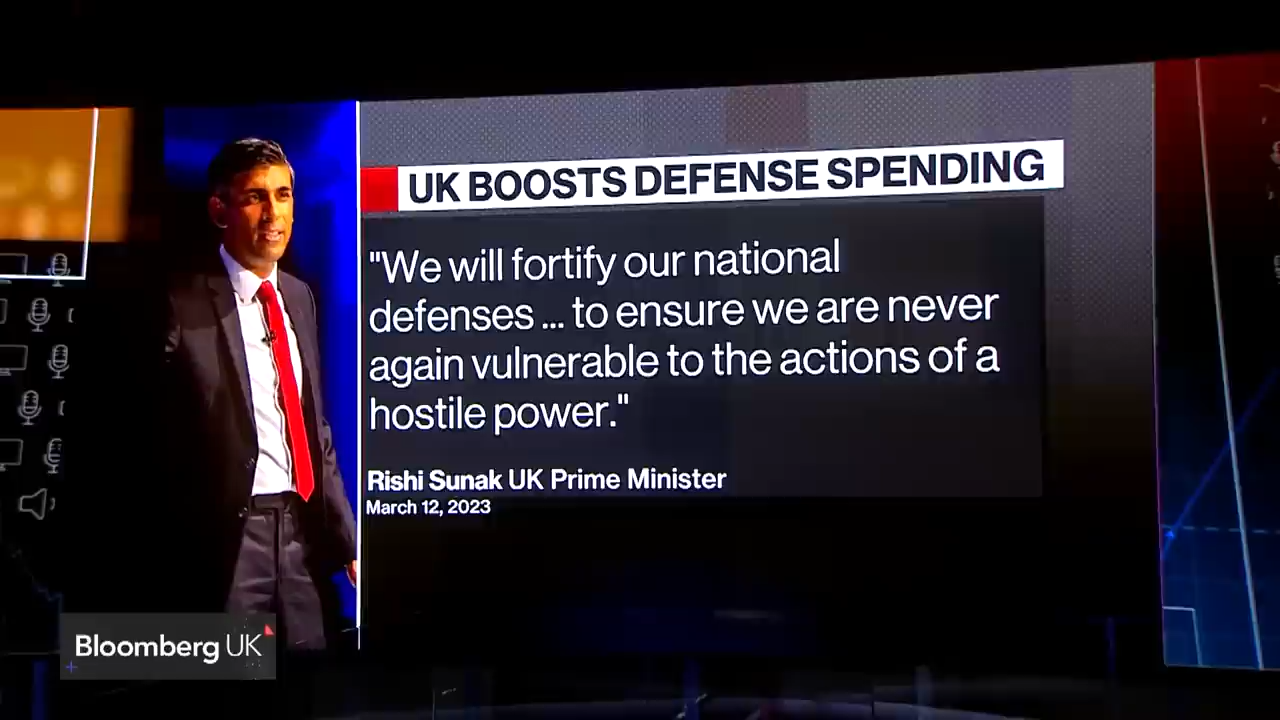 UK BOOSTS DEFENSE SPENDING
"We will fortify our national
defenses ... to ensure we are never
again vulnerable to the actions of a
hostile power."
Rishi Sunak UK Prime Minister
March 12, 2023
Bloomberg UK